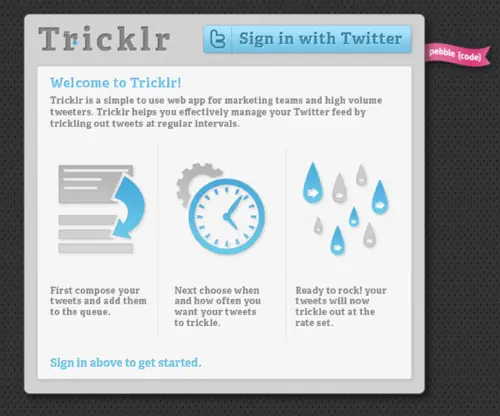 Tricklr
Sign in with Twitter
pebble {code}
Welcome to Tricklr!
Tricklr is a simple to use web app for marketing teams and high volume
tweeters. Tricklr helps you effectively manage your Twitter feed by
trickling out tweets at regular intervals.
First compose your
tweets and add them
to the queue.
Next choose when
and how often you
want your tweets
to trickle.
Ready to rock! your
tweets will now
trickle out at the
rate set.
Sign in above to get started.